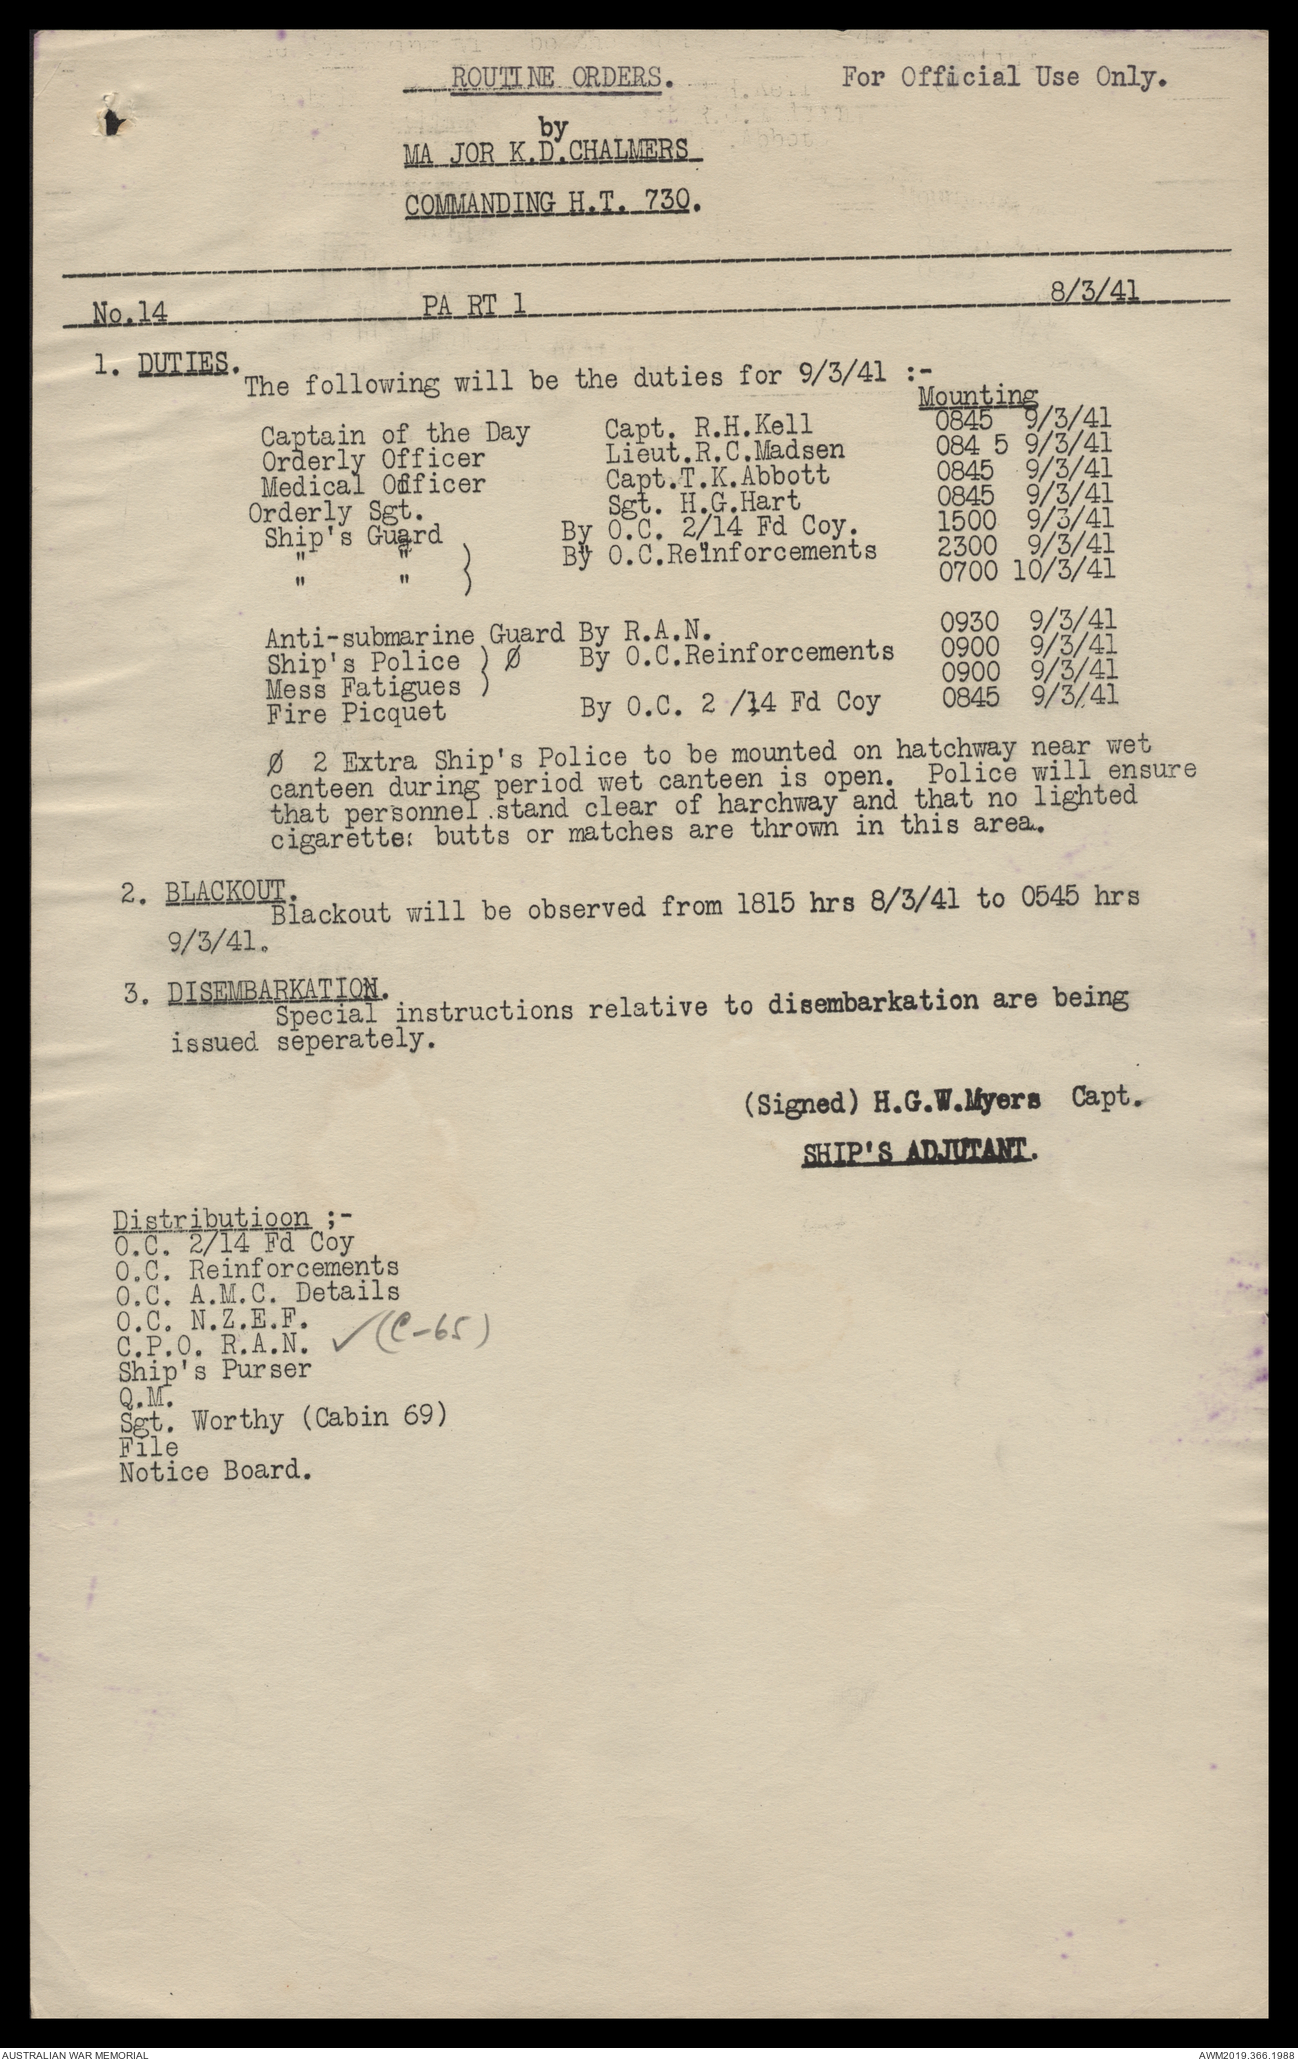 ROUTINE ORDERS. For Official Use Only.
by
MA JOR K.D.CHALMERS
COMMANDING H.T. 730.
No.14 PA RT 1 8/3/41
1. DUTIES.
The following will be the duties for 9/3/41 :-
Mounting
Captain of the Day Capt. R.H.Kell 0845 9/3/41
Orderly Officer Lieut.R.C.Madsen 084 5 9/3/41
Medical Officer Capt.T.K.Abbott 0845 9/3/41
Orderly Sgt. Sgt. H.G.Hart 0845 9/3/41
Ship's Guard By O.C. 2/14 Fd Coy. 1500 9/3/41
" " ) By O.C.Reinforcements 2300 9/3/41
" " ) 0700 10/3/41
Anti-submarine Guard By R.A.N. 0930 9/3/41
Ship's Police ) Ø By O.C.Reinforcements 0900 9/3/41
Mess Fatigues ) 0900 9/3/41
Fire Picquet By O.C. 2 /14 Fd Coy 0845 9/3/41
Ø 2 Extra Ship's Police to be mounted on hatchway near wet
canteen during period wet canteen is open. Police will ensure
that personnel .stand clear of harchway and that no lighted
cigarette: butts or matches are thrown in this area.
2. BLACKOUT.
Blackout will be observed from 1815 hrs 8/3/41 to 0545 hrs
9/3/41.
3. DISEMBARKATION.
Special instructions relative to disembarkation are being
issued seperately.
(Signed) H.G.W.Myers Capt.
SHIP'S ADJUTANT.
Distributioon ;-
O.C. 2/14 Fd Coy
O.C. Reinforcements
O.C. A.M.C. Details
O.C. N.Z.E.F.
C.P.O. R.A.N. ✓ (C-65)
Ship's Purser
Q.M.
Sgt. Worthy (Cabin 69)
File
Notice Board.
AUSTRALIAN WAR MEMORIAL AWM2019.366.1988